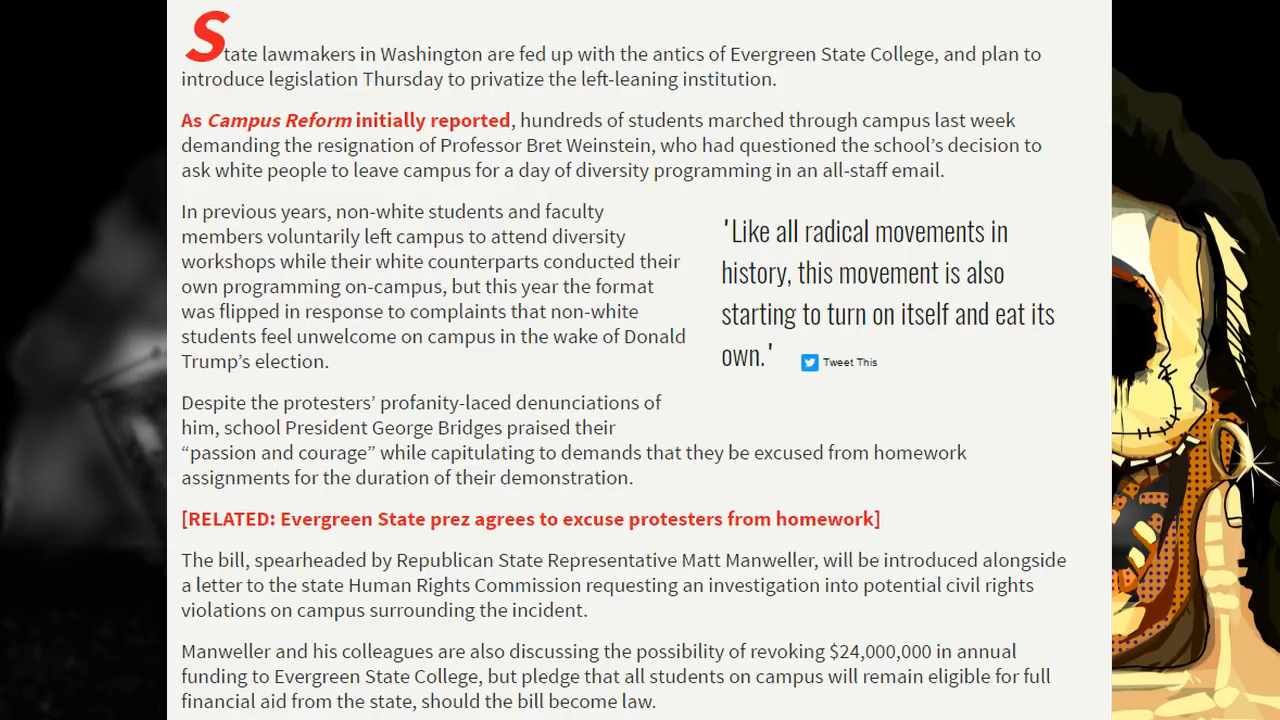 State lawmakers in Washington are fed up with the antics of Evergreen State College, and plan to
introduce legislation Thursday to privatize the left-leaning institution.
As Campus Reform initially reported, hundreds of students marched through campus last week
demanding the resignation of Professor Bret Weinstein, who had questioned the school's decision to
ask white people to leave campus for a day of diversity programming in an all-staff email.
In previous years, non-white students and faculty
members voluntarily left campus to attend diversity
workshops while their white counterparts conducted their
own programming on-campus, but this year the format
was flipped in response to complaints that non-white
students feel unwelcome on campus in the wake of Donald
Trump's election.
'Like all radical movements in
history, this movement is also
starting to turn on itself and eat its
own.' Tweet This
Despite the protesters' profanity-laced denunciations of
him, school President George Bridges praised their
“passion and courage” while capitulating to demands that they be excused from homework
assignments for the duration of their demonstration.
[RELATED: Evergreen State prez agrees to excuse protesters from homework]
The bill, spearheaded by Republican State Representative Matt Manweller, will be introduced alongside
a letter to the state Human Rights Commission requesting an investigation into potential civil rights
violations on campus surrounding the incident.
Manweller and his colleagues are also discussing the possibility of revoking $24,000,000 in annual
funding to Evergreen State College, but pledge that all students on campus will remain eligible for full
financial aid from the state, should the bill become law.